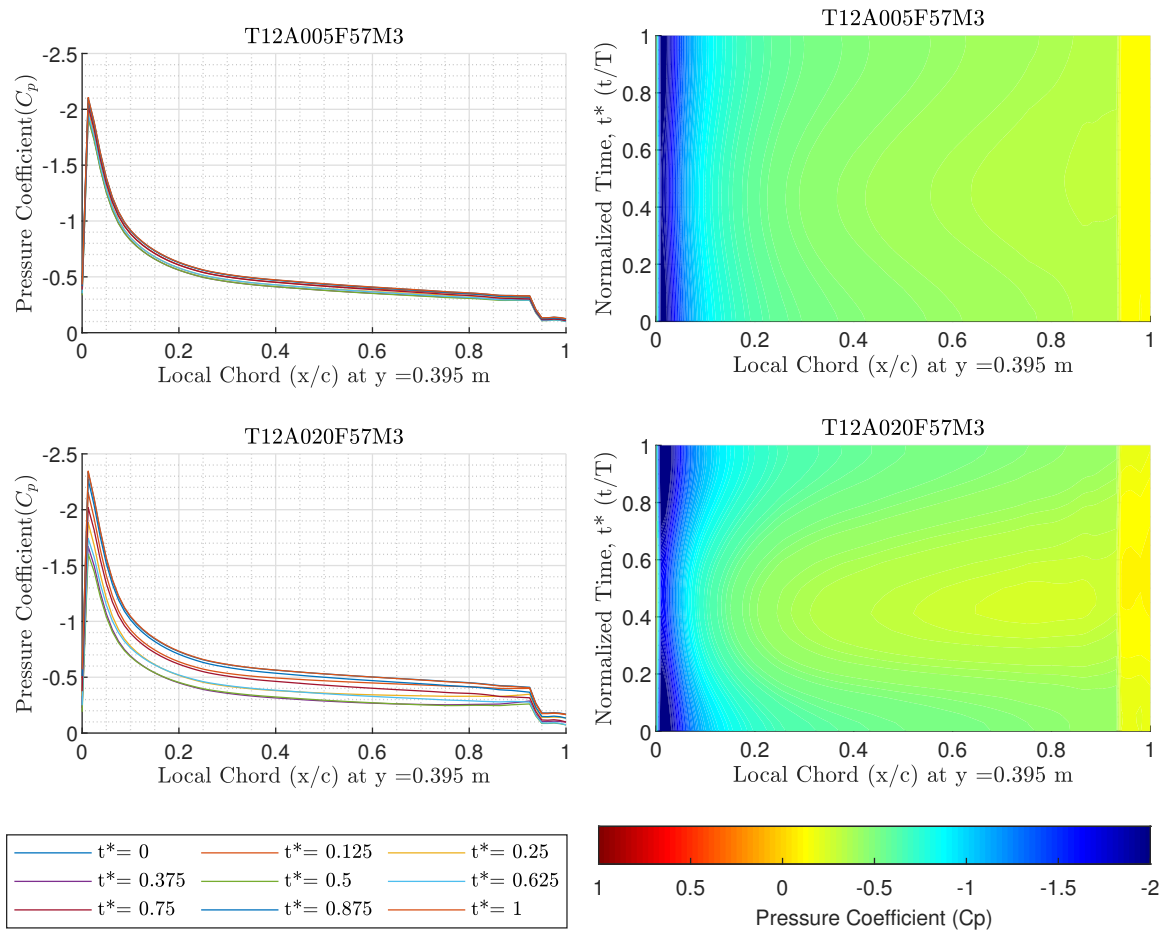 T12A005F57M3
Pressure Coefficient(C_p)
-2.5
-2
-1.5
-1
-0.5
0
0 0.2 0.4 0.6 0.8 1
Local Chord (x/c) at y =0.395 m
T12A005F57M3
Normalized Time, t* (t/T)
1
0.8
0.6
0.4
0.2
0
0 0.2 0.4 0.6 0.8 1
Local Chord (x/c) at y =0.395 m
T12A020F57M3
Pressure Coefficient(C_p)
-2.5
-2
-1.5
-1
-0.5
0
0 0.2 0.4 0.6 0.8 1
Local Chord (x/c) at y =0.395 m
T12A020F57M3
Normalized Time, t* (t/T)
1
0.8
0.6
0.4
0.2
0
0 0.2 0.4 0.6 0.8 1
Local Chord (x/c) at y =0.395 m
t*= 0 t*= 0.125 t*= 0.25
t*= 0.375 t*= 0.5 t*= 0.625
t*= 0.75 t*= 0.875 t*= 1
1 0.5 0 -0.5 -1 -1.5 -2
Pressure Coefficient (Cp)